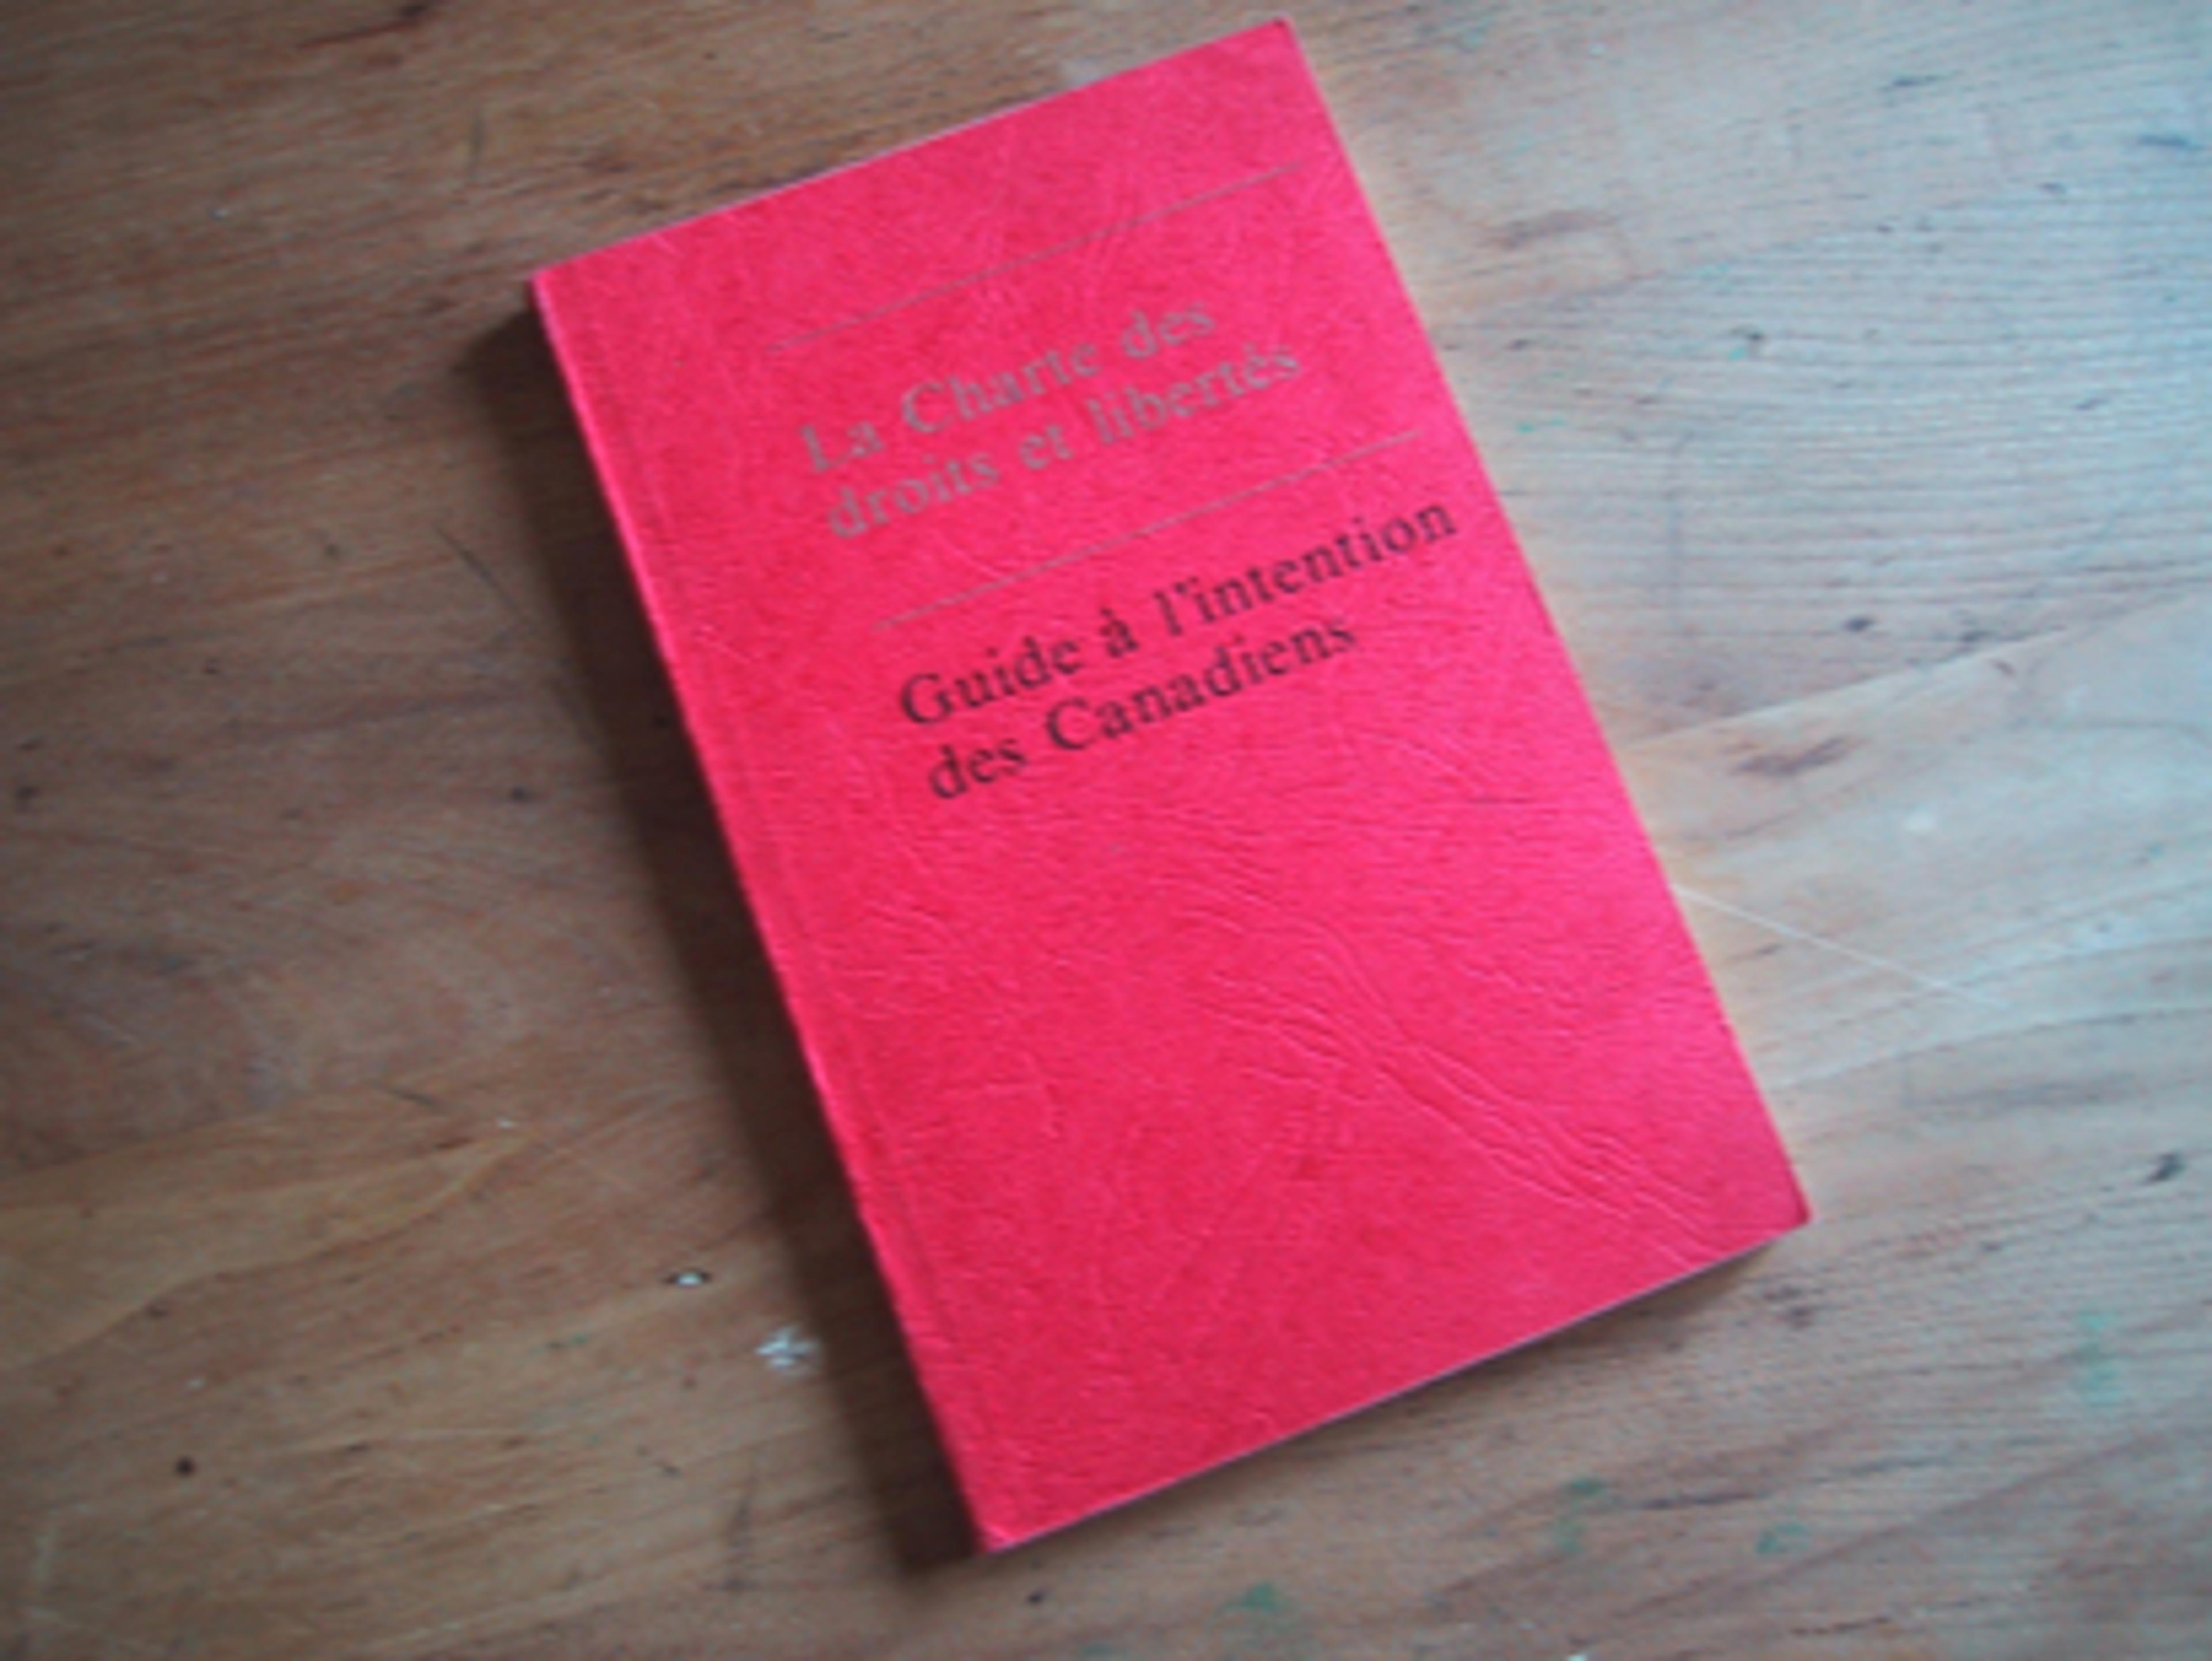 La Charte des
droits et libertés
Guide à l'intention
des Canadiens